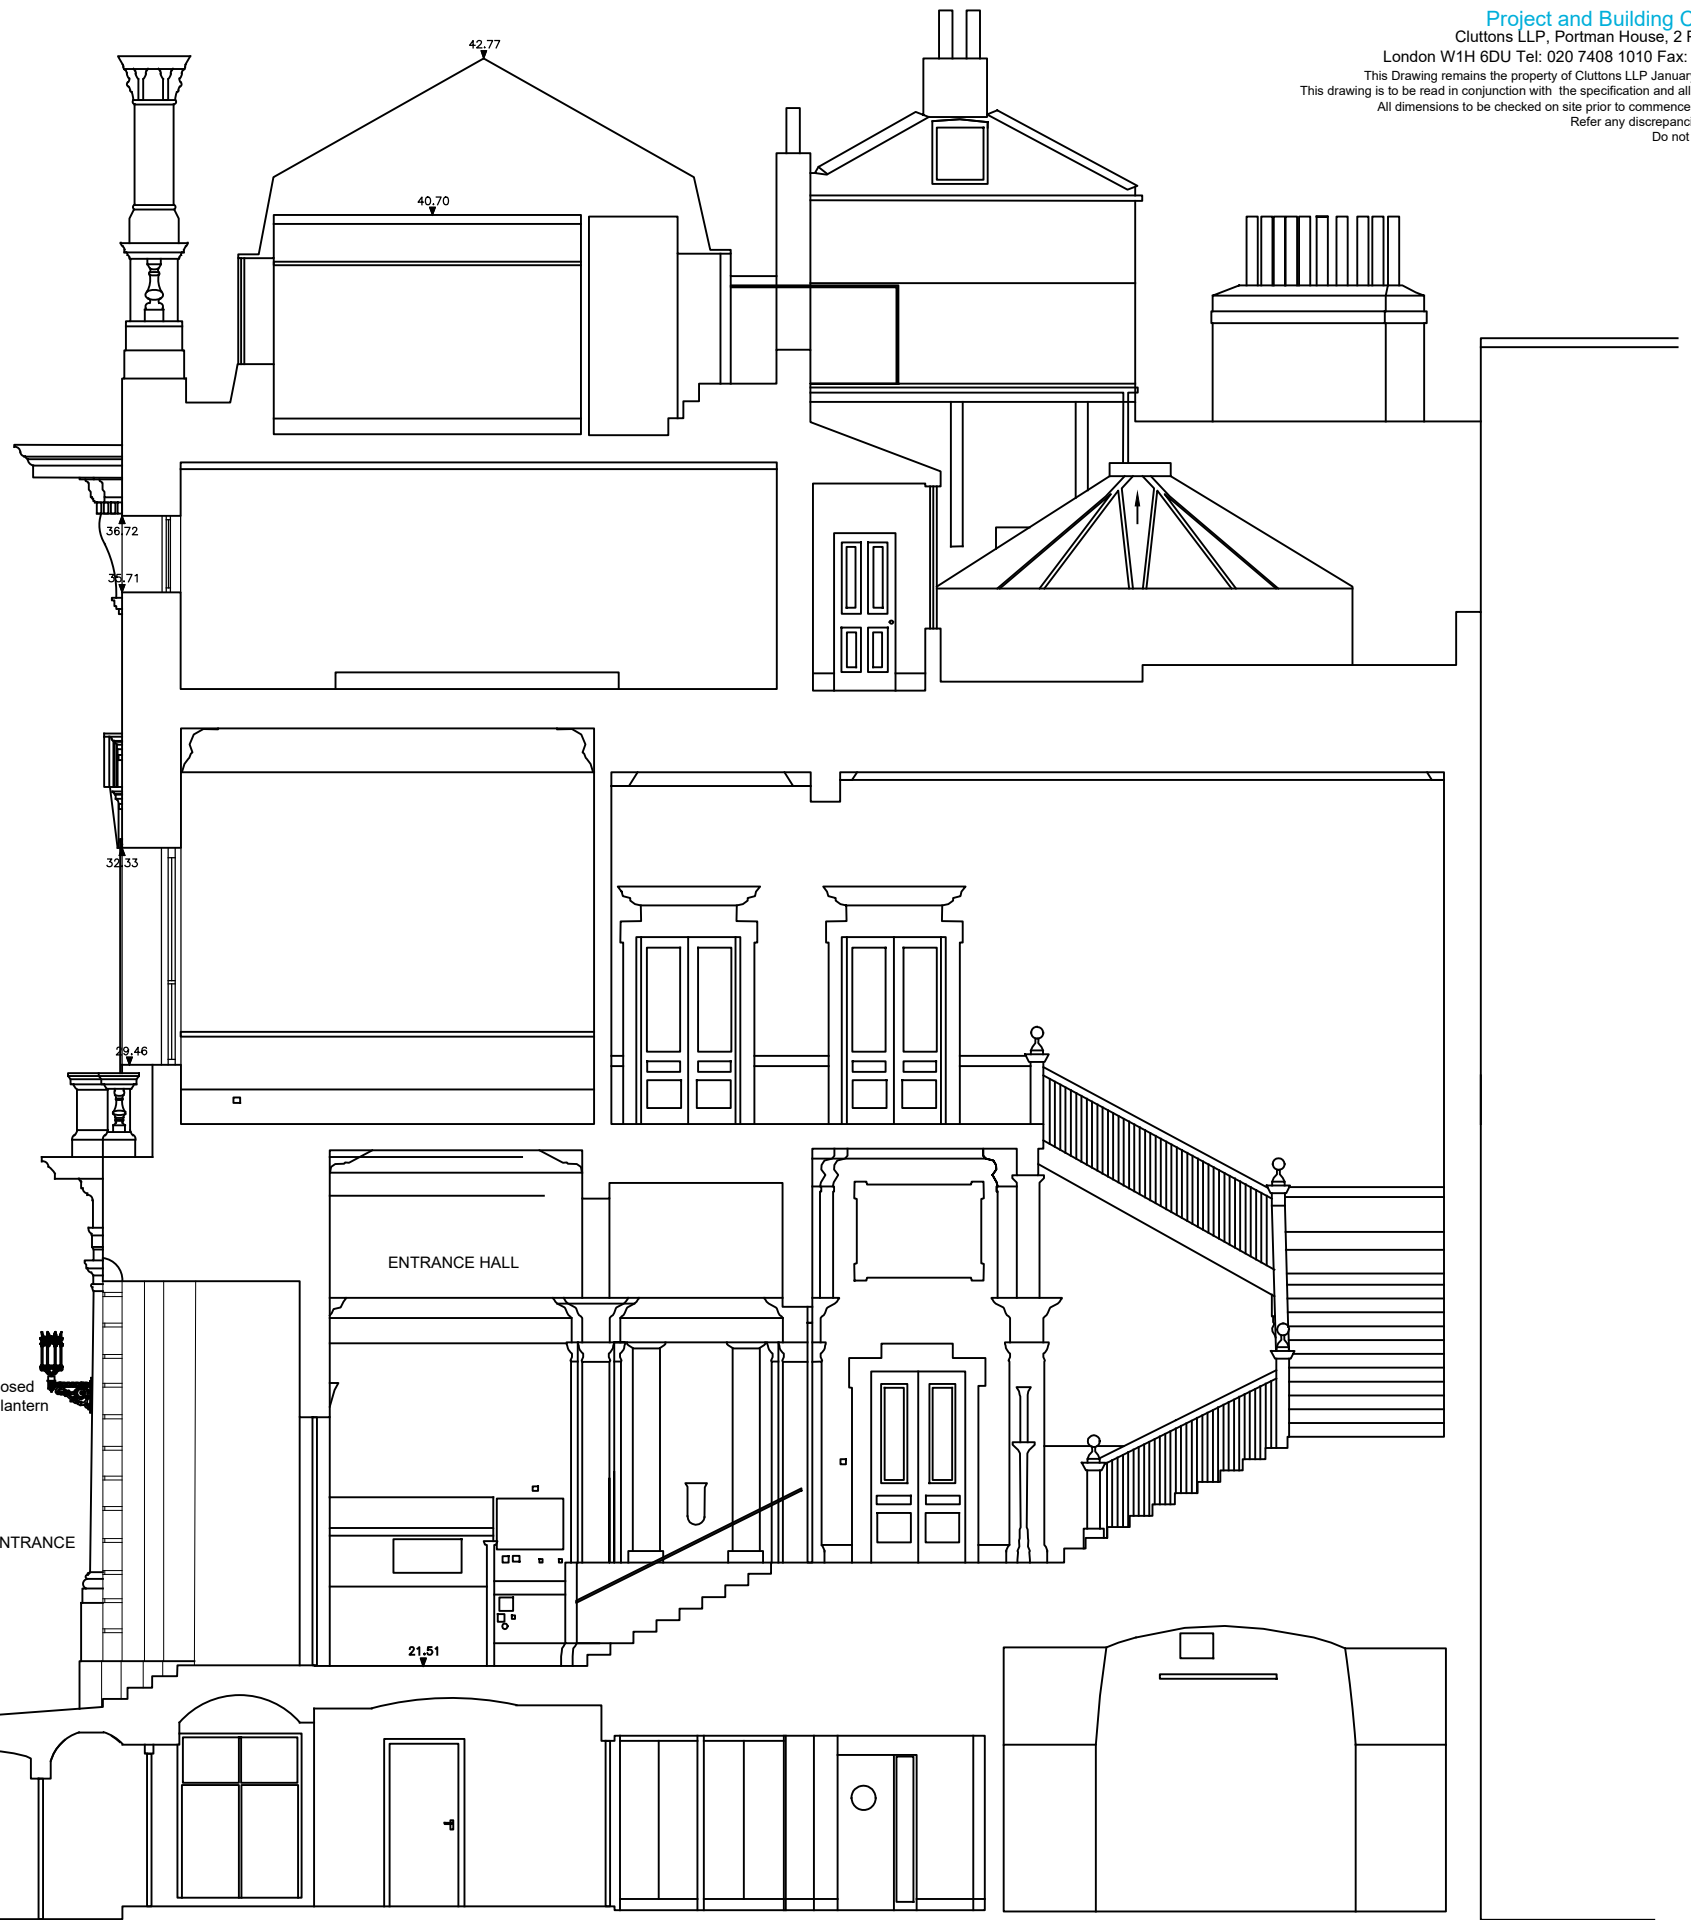 Project and Building C
Cluttons LLP, Portman House, 2 P
London W1H 6DU Tel: 020 7408 1010 Fax:
This Drawing remains the property of Cluttons LLP Januar
This drawing is to be read in conjunction with the specification and all
All dimensions to be checked on site prior to commence
Refer any discrepanci
Do not
42.77
40.70
36.72
35.71
32.33
29.46
ENTRANCE HALL
osed
lantern
NTRANCE
21.51